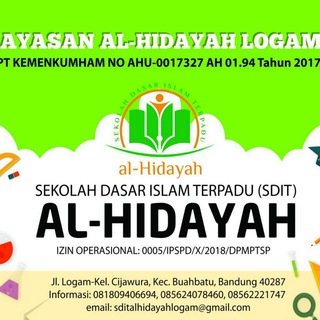 AYASAN AL-HIDAYAH LOGAM
PT KEMENKUMHAM NO AHU-0017327 AH 01.94 Tahun 2017
SEKOLAH DASAR ISLAM TERPADU
al-Hidayah
SEKOLAH DASAR ISLAM TERPADU (SDIT)
AL-HIDAYAH
IZIN OPERASIONAL: 0005/IPSPD/X/2018/DPMPTSP
Jl. Logam-Kel. Cijawura, Kec. Buahbatu, Bandung 40287
Informasi: 081809406694, 085624078460, 08562221747
email: sditalhidayahlogam@gmail.com